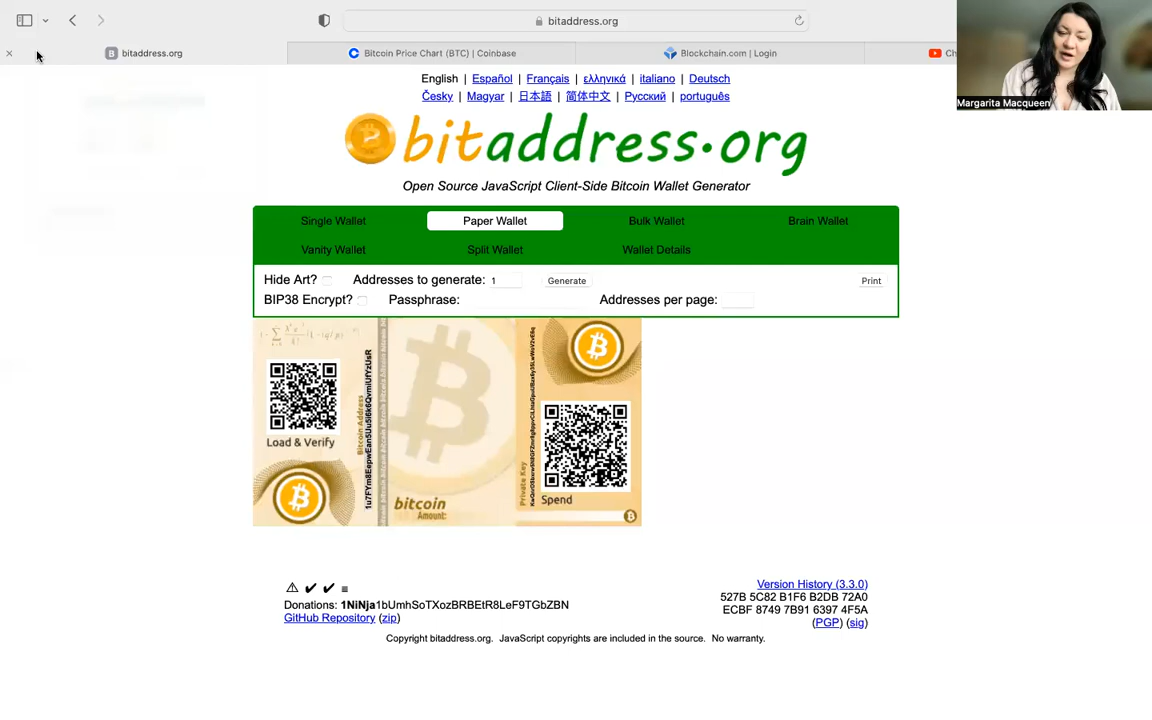 bitaddress.org
bitaddress.org
Bitcoin Price Chart (BTC) | Coinbase
Blockchain.com | Login
Margarita Macqueen
English | Español | Français | ελληνικά | italiano | Deutsch
Česky | Magyar | 日本語 | 简体中文 | Русский | português
bitaddress.org
Open Source JavaScript Client-Side Bitcoin Wallet Generator
Single Wallet
Paper Wallet
Bulk Wallet
Brain Wallet
Vanity Wallet
Split Wallet
Wallet Details
Hide Art?
Addresses to generate: 1
Generate
Print
BIP38 Encrypt?
Passphrase:
Addresses per page:
Load & Verify
Bitcoin Address
bitcoin
Amount:
Private Key
Spend
Donations: 1NiNja1bUmhSoTXozBRBEtR8LeF9TGbZBN
GitHub Repository (zip)
Version History (3.3.0)
527B 5C82 B1F6 B2DB 72A0
ECBF 8749 7B91 6397 4F5A
(PGP) (sig)
Copyright bitaddress.org. JavaScript copyrights are included in the source. No warranty.